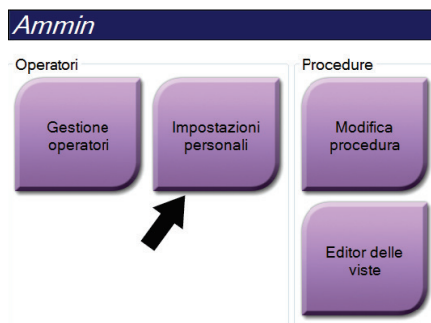 Ammin
Operatori
Procedure
Gestione
operatori
Impostazioni
personali
Modifica
procedura
Editor delle
viste